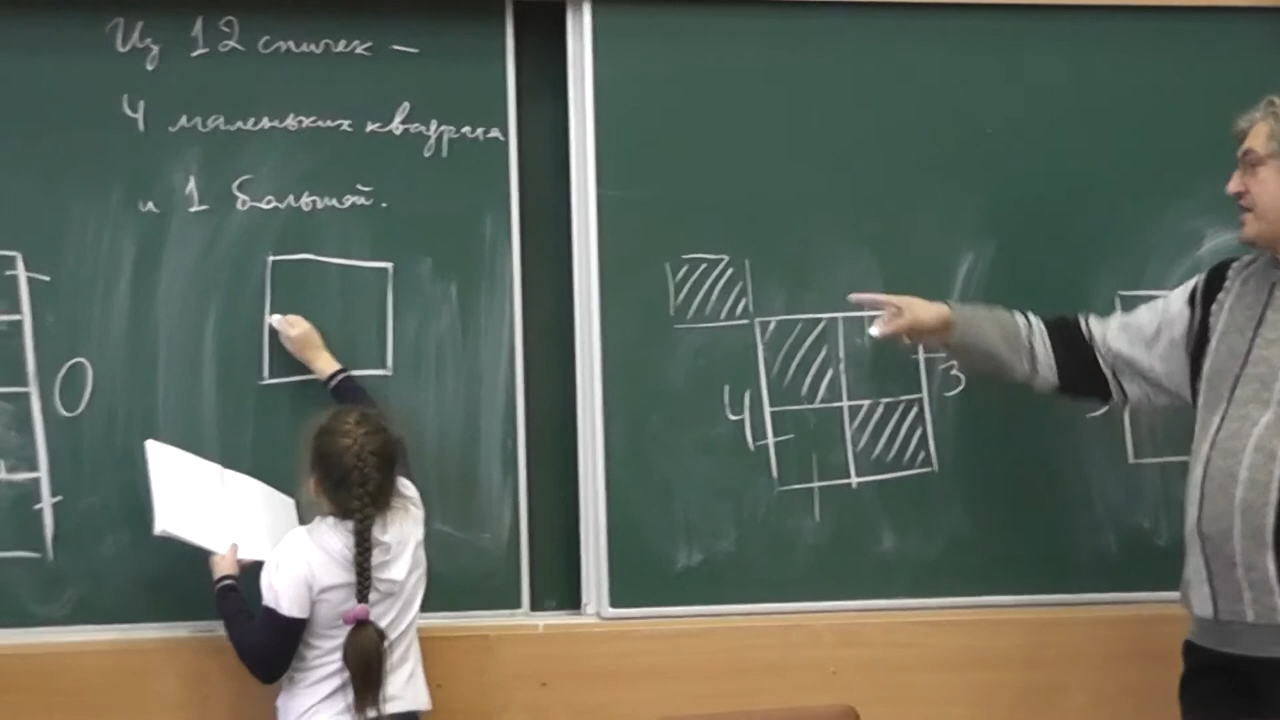 Из 12 спичек –
4 маленьких квадрата
и 1 большой.
0
4
3